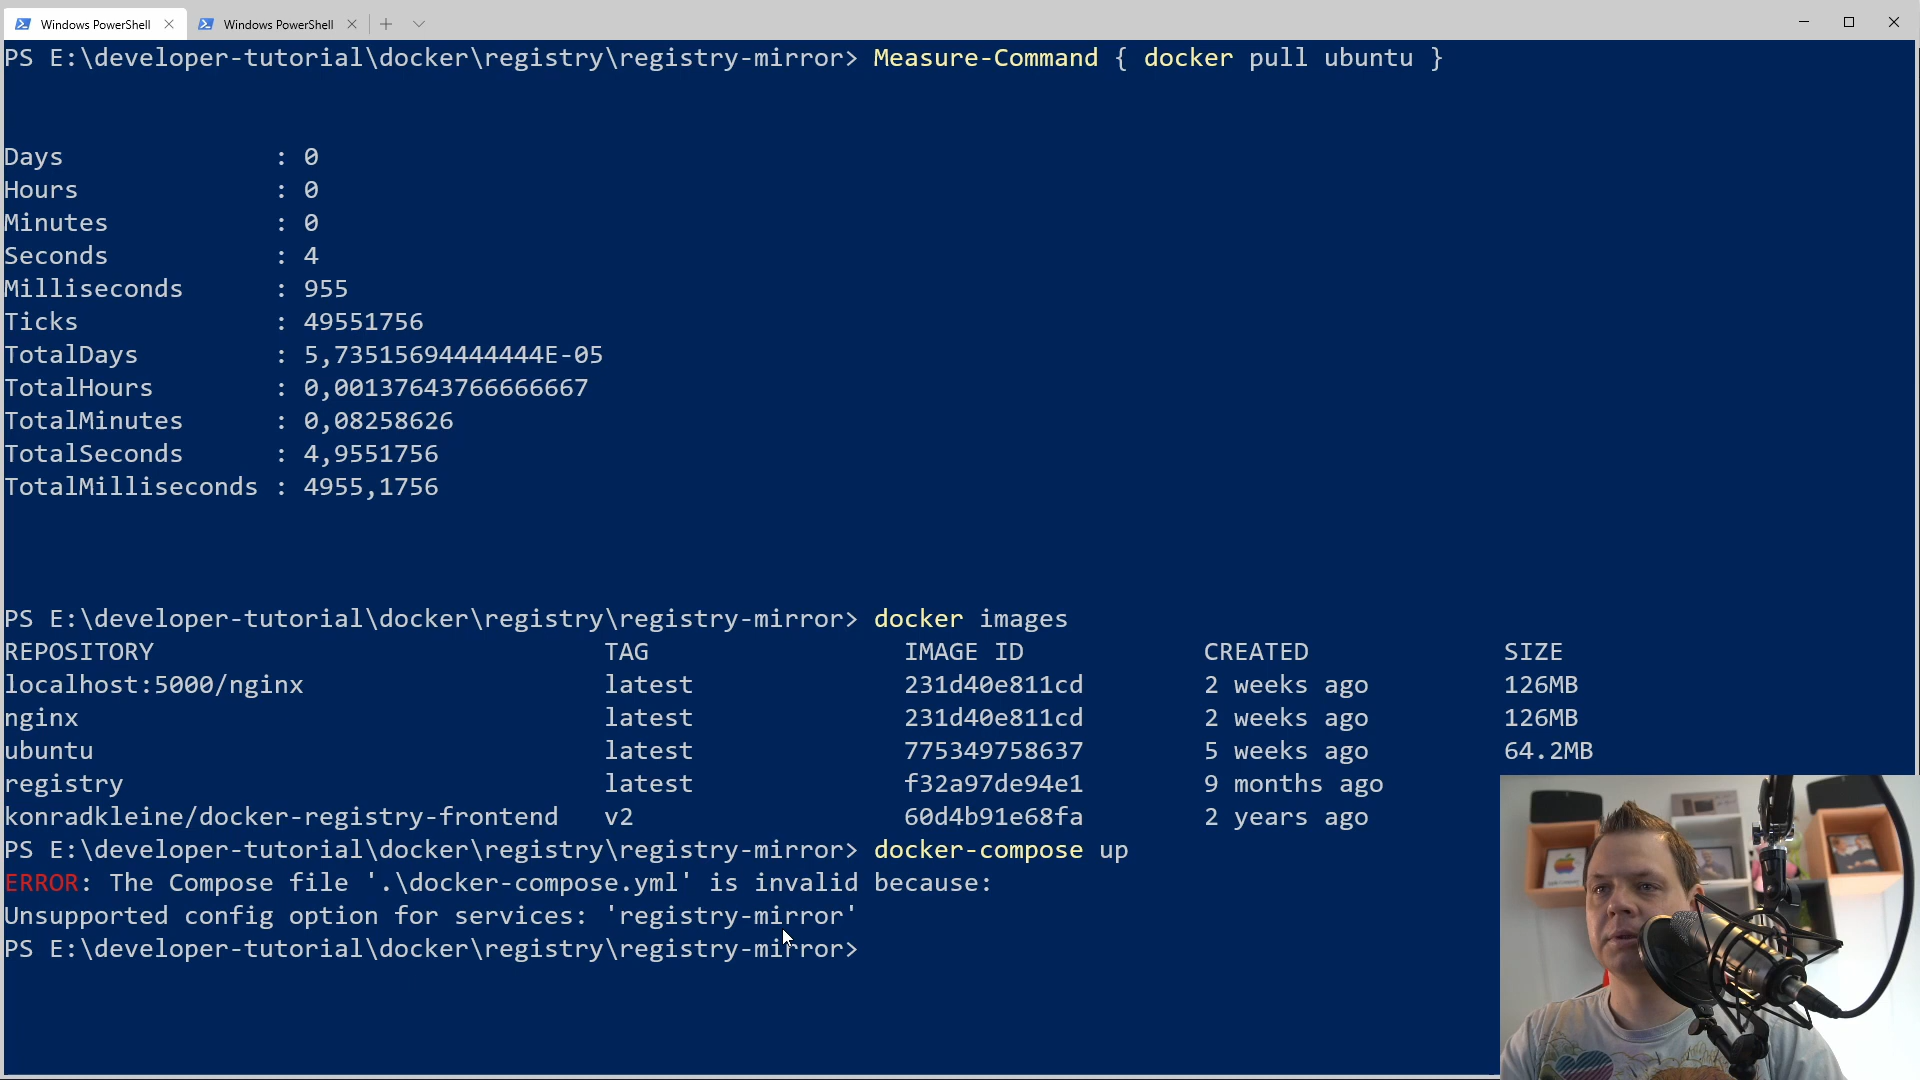 Windows PowerShell
Windows PowerShell
PS E:\developer-tutorial\docker\registry\registry-mirror> Measure-Command { docker pull ubuntu }
Days : 0
Hours : 0
Minutes : 0
Seconds : 4
Milliseconds : 955
Ticks : 49551756
TotalDays : 5,73515694444444E-05
TotalHours : 0,00137643766666667
TotalMinutes : 0,08258626
TotalSeconds : 4,9551756
TotalMilliseconds : 4955,1756
PS E:\developer-tutorial\docker\registry\registry-mirror> docker images
REPOSITORY TAG IMAGE ID CREATED SIZE
localhost:5000/nginx latest 231d40e811cd 2 weeks ago 126MB
nginx latest 231d40e811cd 2 weeks ago 126MB
ubuntu latest 775349758637 5 weeks ago 64.2MB
registry latest f32a97de94e1 9 months ago
konradkleine/docker-registry-frontend v2 60d4b91e68fa 2 years ago
PS E:\developer-tutorial\docker\registry\registry-mirror> docker-compose up
ERROR: The Compose file '.\docker-compose.yml' is invalid because:
Unsupported config option for services: 'registry-mirror'
PS E:\developer-tutorial\docker\registry\registry-mirror>